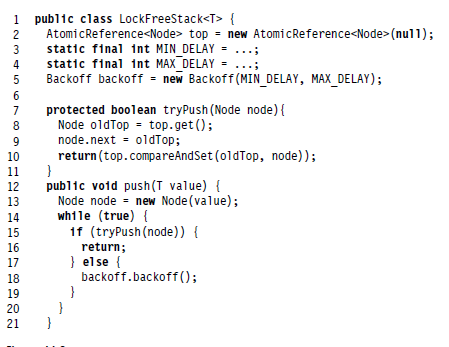 1 public class LockFreeStack<T> {
2 AtomicReference<Node> top = new AtomicReference<Node>(null);
3 static final int MIN_DELAY = ...;
4 static final int MAX_DELAY = ...;
5 Backoff backoff = new Backoff(MIN_DELAY, MAX_DELAY);
6
7 protected boolean tryPush(Node node){
8 Node oldTop = top.get();
9 node.next = oldTop;
10 return(top.compareAndSet(oldTop, node));
11 }
12 public void push(T value) {
13 Node node = new Node(value);
14 while (true) {
15 if (tryPush(node)) {
16 return;
17 } else {
18 backoff.backoff();
19 }
20 }
21 }